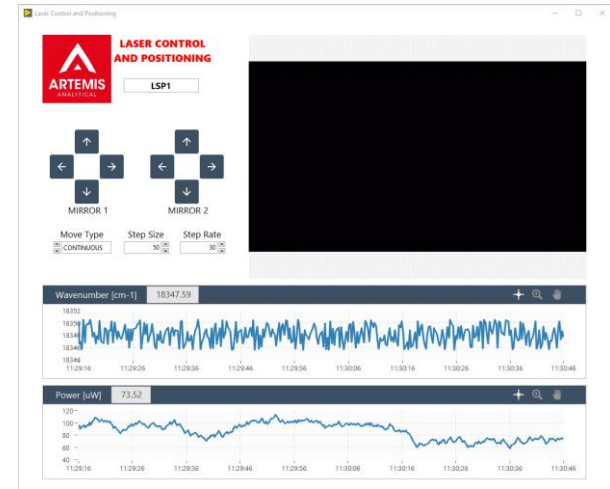 Laser Control and Positioning
LASER CONTROL
AND POSITIONING
ARTEMIS
ANALYTICAL
LSP1
MIRROR 1
MIRROR 2
Move Type
Step Size
Step Rate
CONTINUOUS
50
30
Wavenumber [cm-1]
18347.59
18352
18350
18348
18346
18344
11:29:16
11:29:26
11:29:36
11:29:46
11:29:56
11:30:06
11:30:16
11:30:26
11:30:36
11:30:46
Power [uW]
73.52
120
100
80
60
40
11:29:16
11:29:26
11:29:36
11:29:46
11:29:56
11:30:06
11:30:16
11:30:26
11:30:36
11:30:46